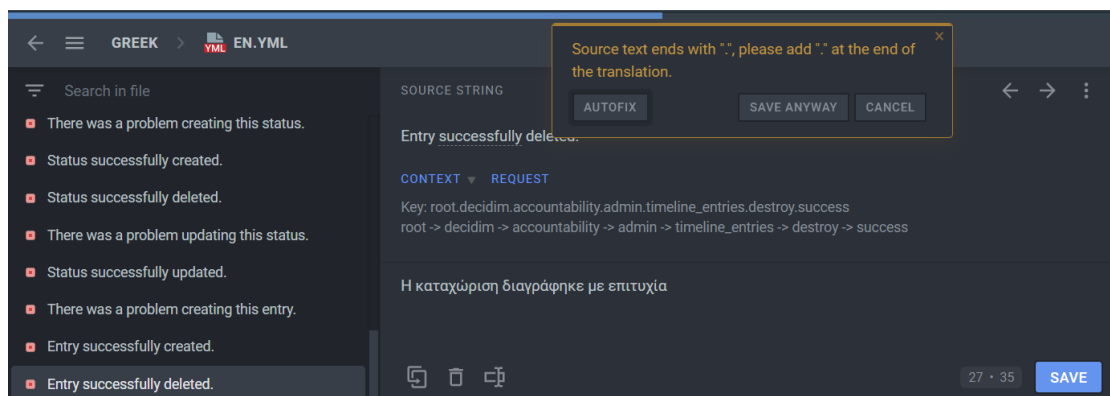 GREEK > YML EN.YML
Source text ends with ".", please add "." at the end of
the translation.
AUTOFIX SAVE ANYWAY CANCEL
Search in file
There was a problem creating this status.
Status successfully created.
Status successfully deleted.
There was a problem updating this status.
Status successfully updated.
There was a problem creating this entry.
Entry successfully created.
Entry successfully deleted.
SOURCE STRING
Entry successfully deleted.
CONTEXT REQUEST
Key: root.decidim.accountability.admin.timeline_entries.destroy.success
root -> decidim -> accountability -> admin -> timeline_entries -> destroy -> success
Η καταχώριση διαγράφηκε με επιτυχία
27 • 35 SAVE